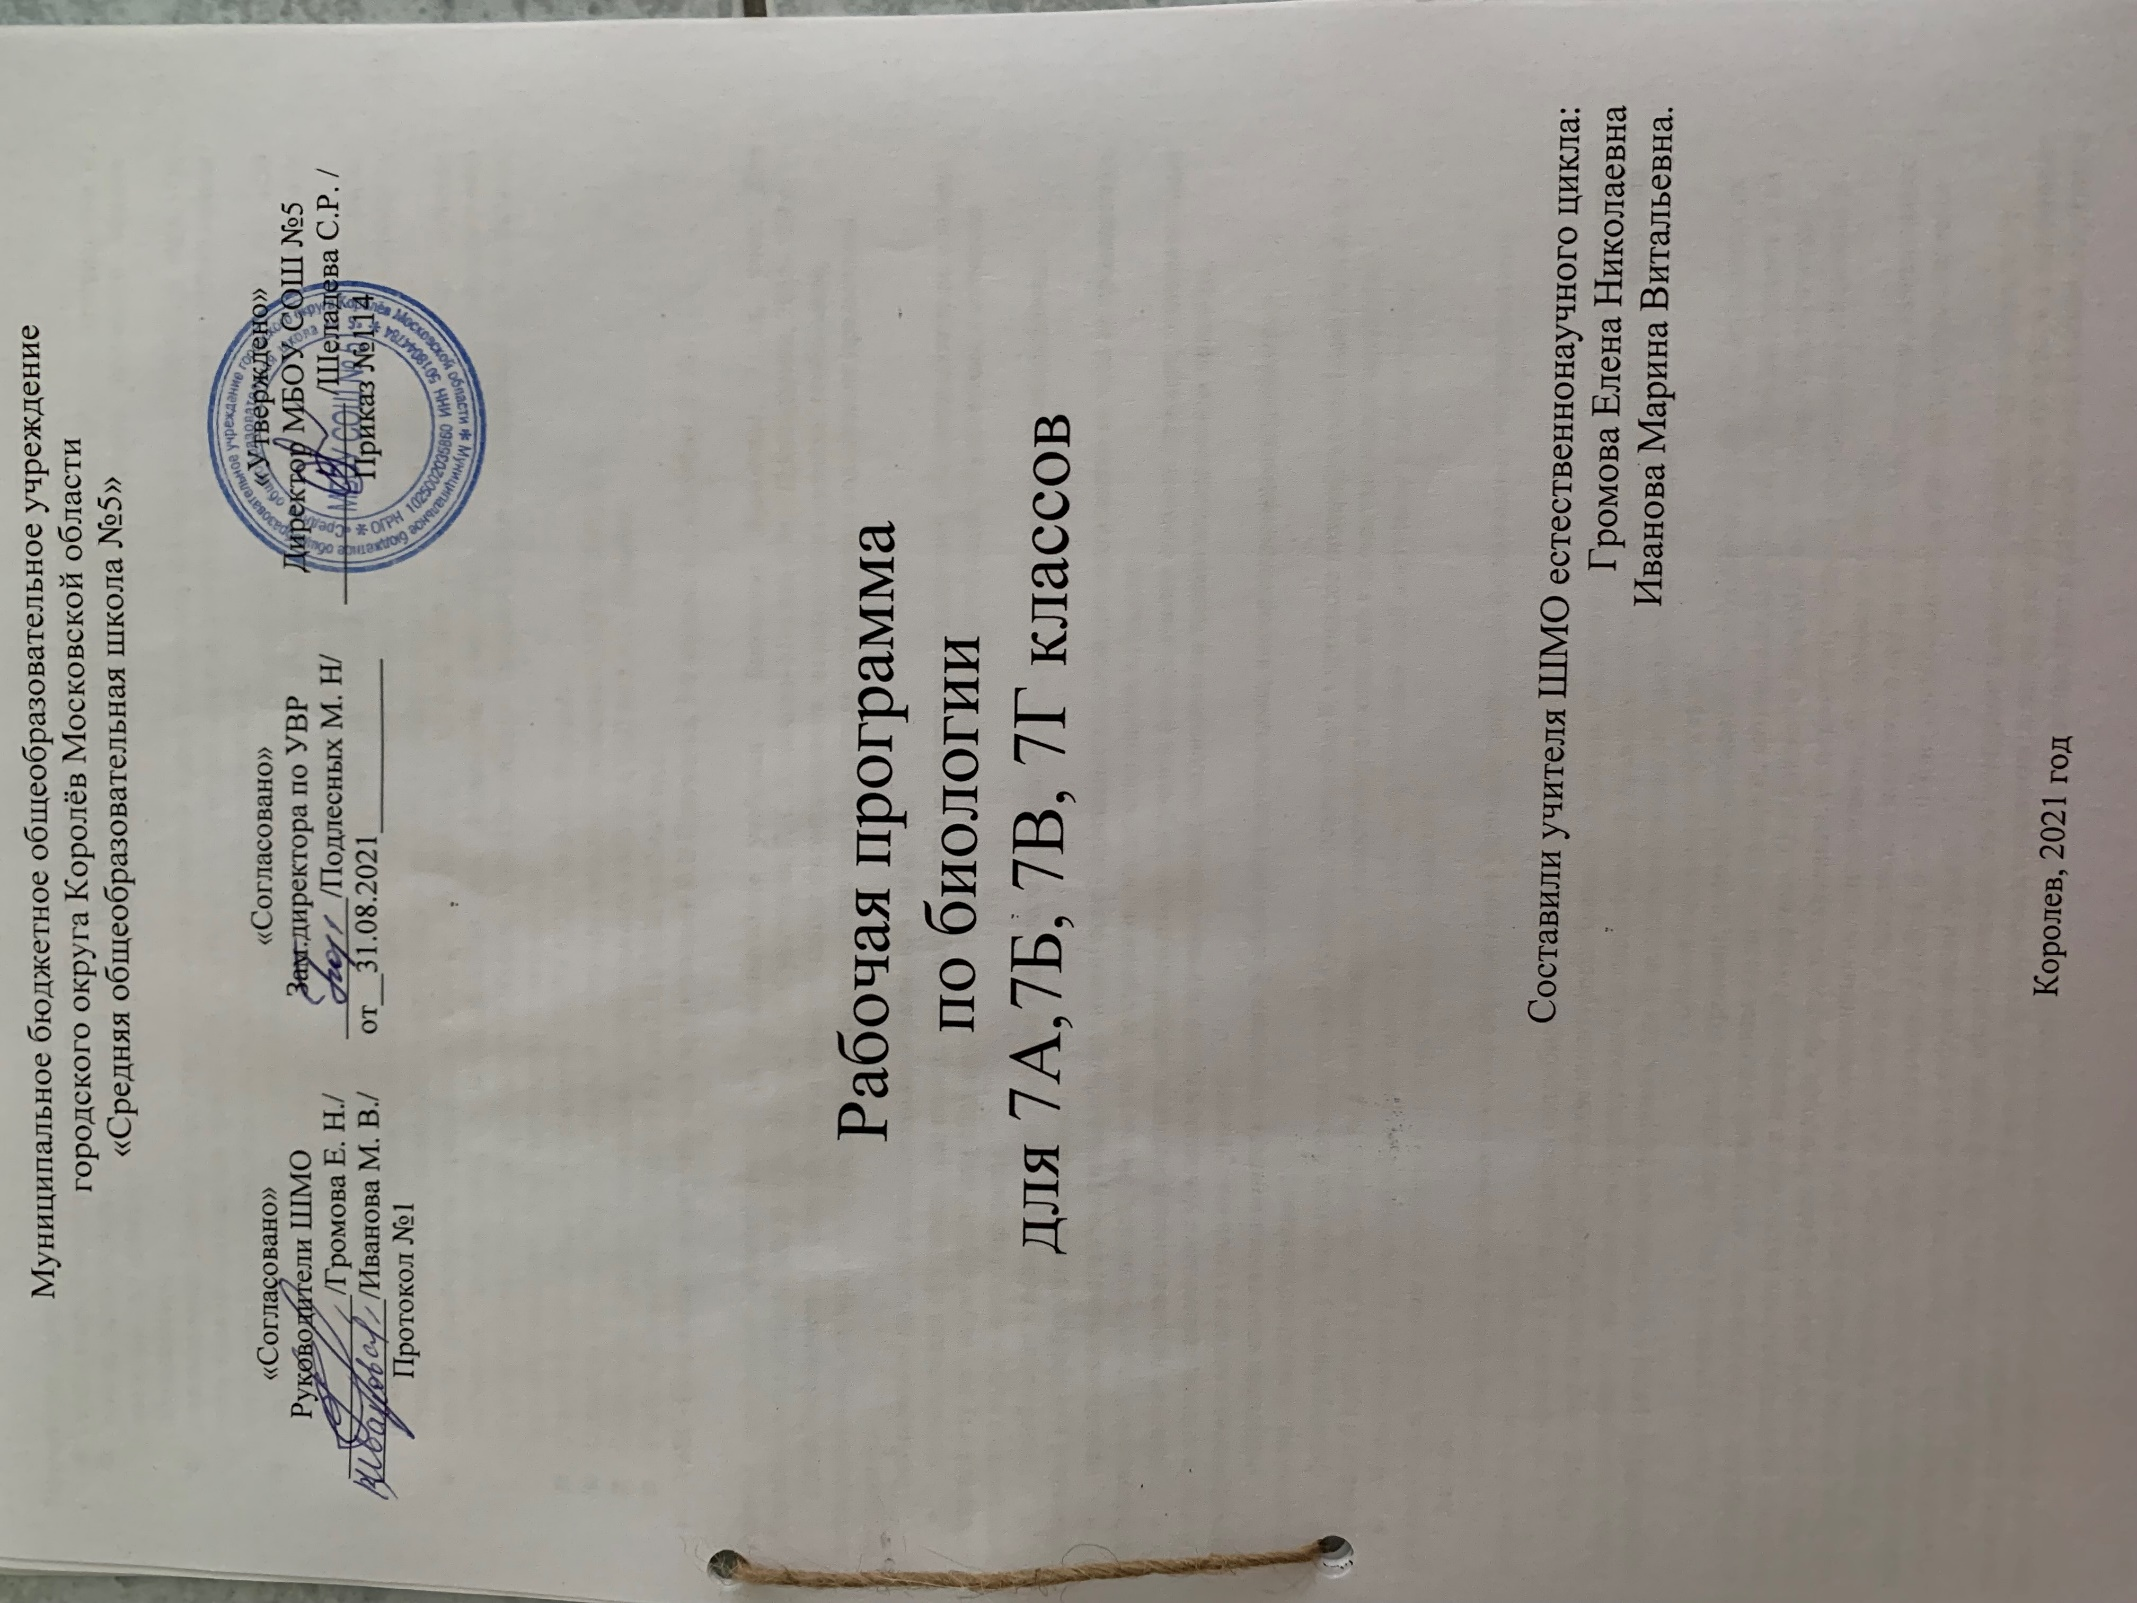 Муниципальное бюджетное общеобразовательное учреждение
городского округа Королёв Московской области
«Средняя общеобразовательная школа №5»
«Согласовано»
Руководители ШМО
/Громова Е. Н./
/Иванова М. В./
Протокол №1
«Согласовано»
Зам.директора по УВР
/Подлесных М. Н/
от__31.08.2021
«Утверждено»
Директор МБОУ СОШ №5
/Шеладева С.Р. /
Приказ № 114
Рабочая программа
по биологии
для 7А,7Б, 7В, 7Г классов
Составили учителя ШМО естественнонаучного цикла:
Громова Елена Николаевна
Иванова Марина Витальевна.
Королев, 2021 год